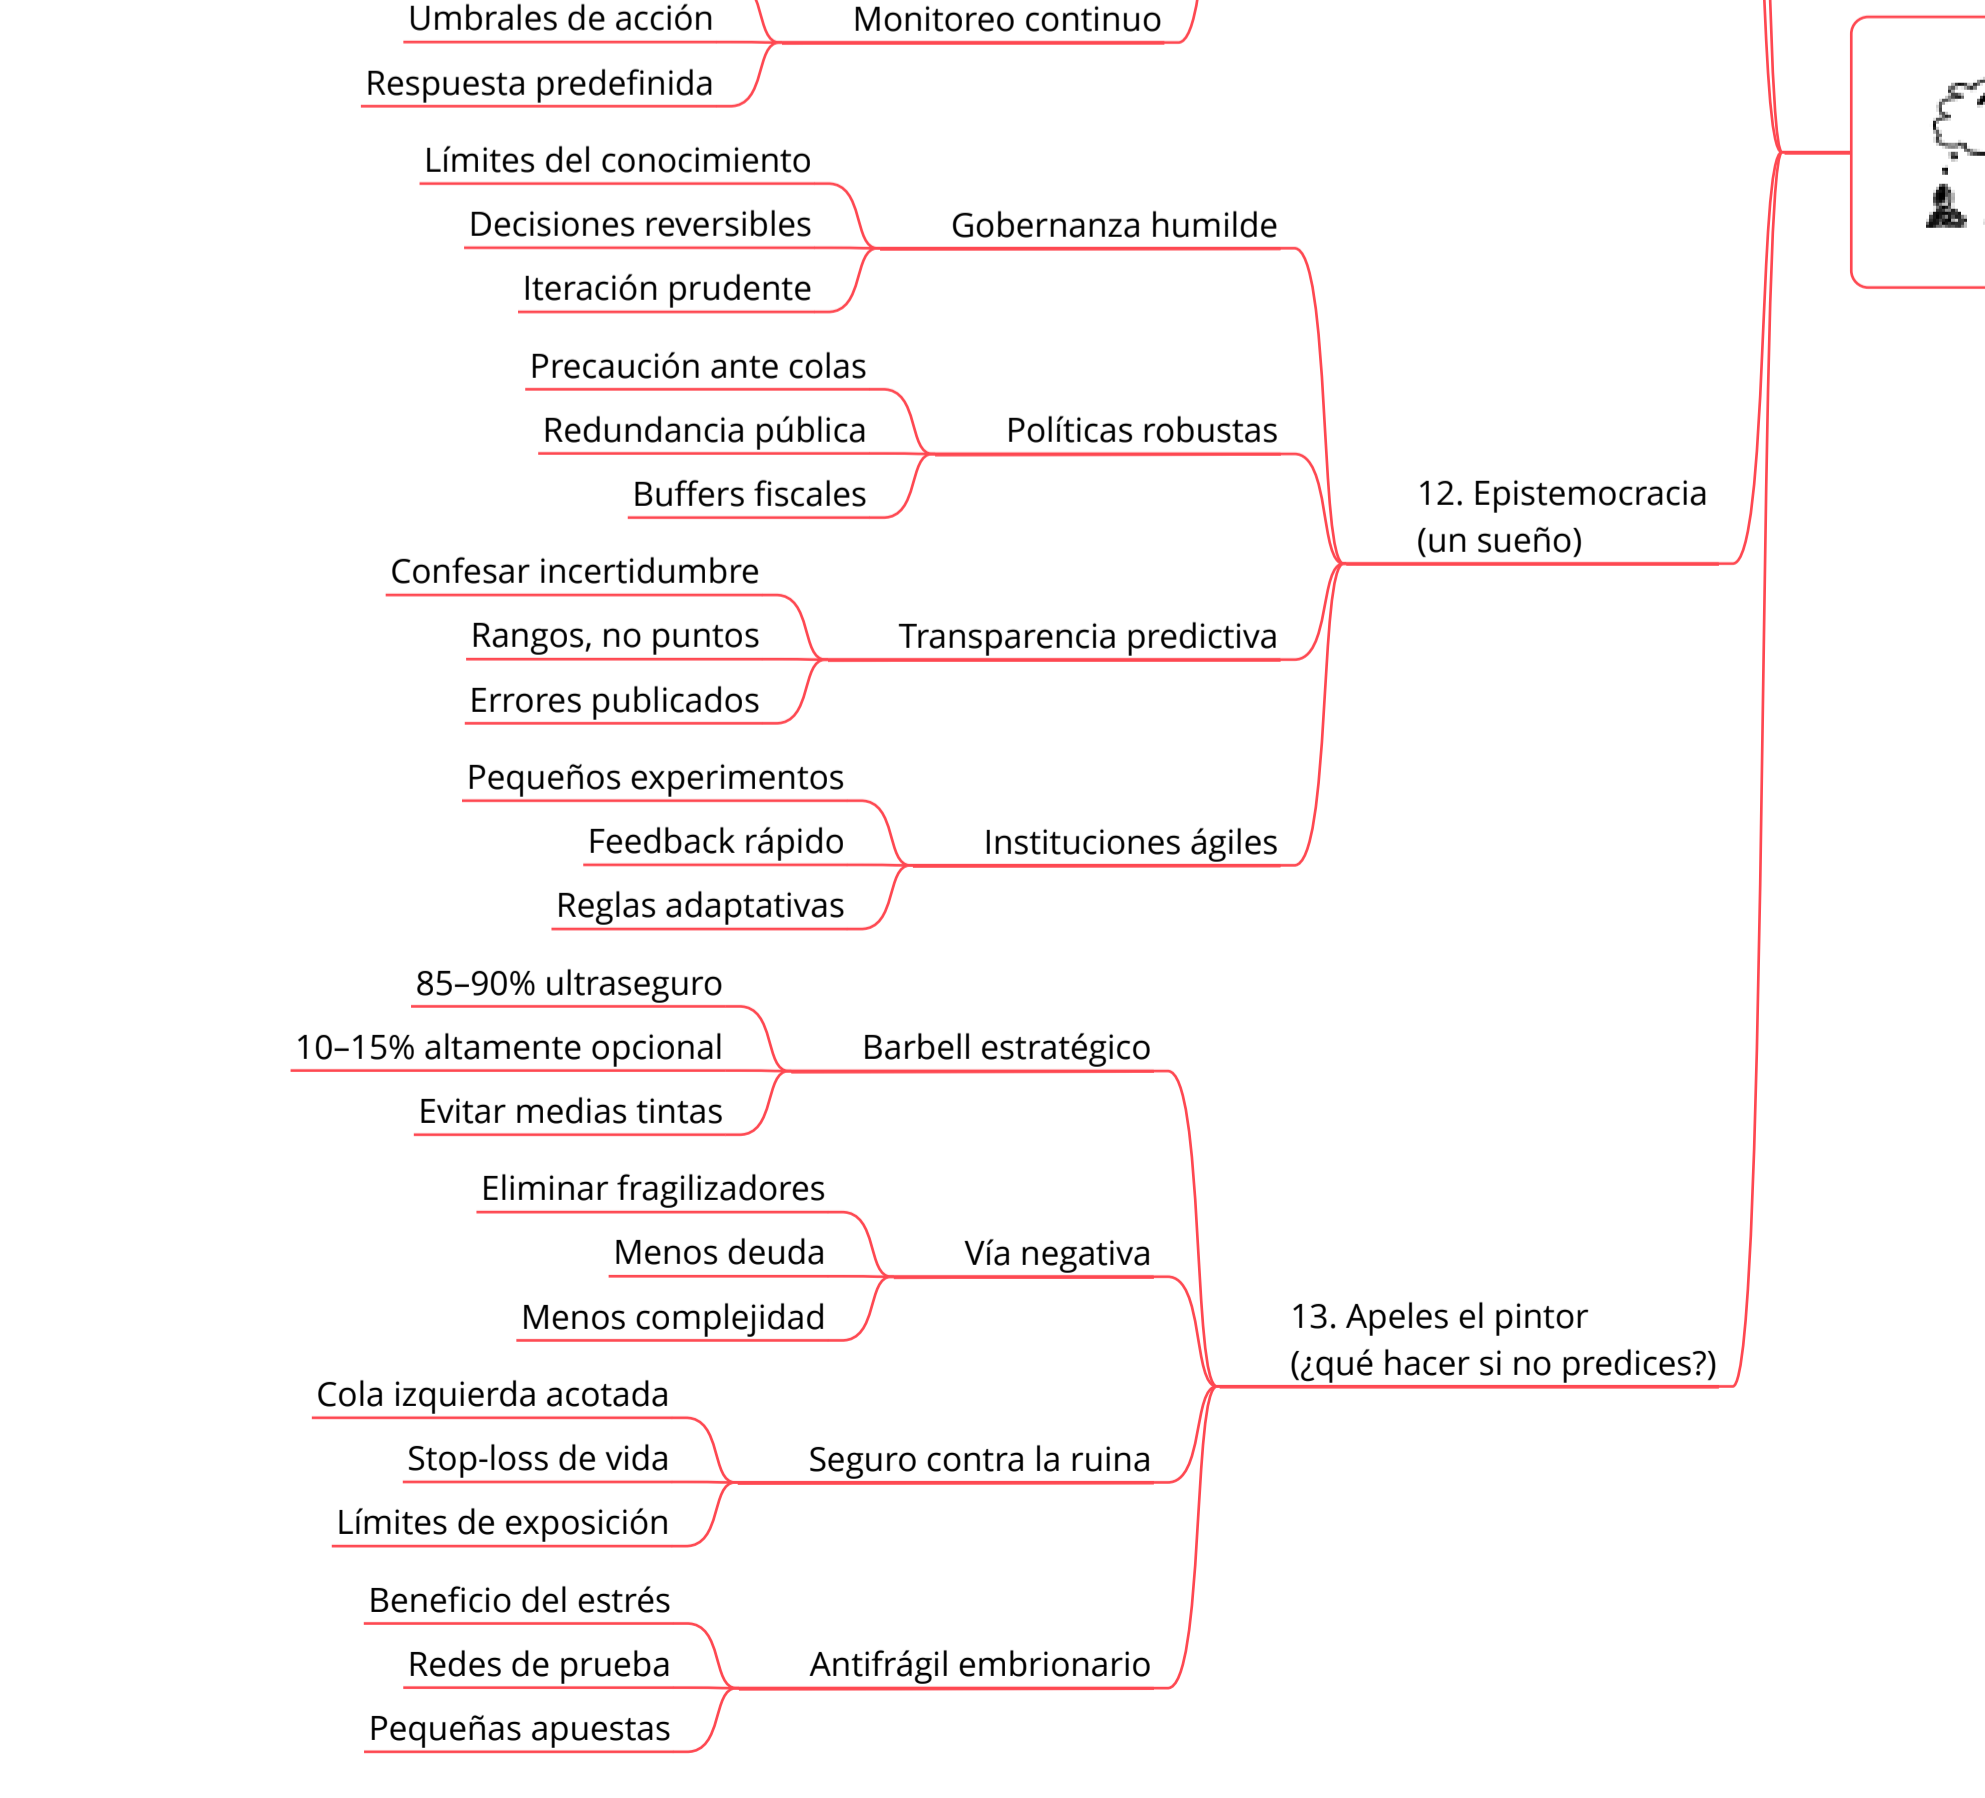 Umbrales de acción
Monitoreo continuo
Respuesta predefinida
Límites del conocimiento
Decisiones reversibles
Gobernanza humilde
Iteración prudente
Precaución ante colas
Redundancia pública
Políticas robustas
Buffers fiscales
12. Epistemocracia
(un sueño)
Confesar incertidumbre
Rangos, no puntos
Transparencia predictiva
Errores publicados
Pequeños experimentos
Feedback rápido
Instituciones ágiles
Reglas adaptativas
85–90% ultraseguro
10–15% altamente opcional
Barbell estratégico
Evitar medias tintas
Eliminar fragilizadores
Menos deuda
Vía negativa
Menos complejidad
13. Apeles el pintor
(¿qué hacer si no predices?)
Cola izquierda acotada
Stop-loss de vida
Seguro contra la ruina
Límites de exposición
Beneficio del estrés
Redes de prueba
Antifrágil embrionario
Pequeñas apuestas